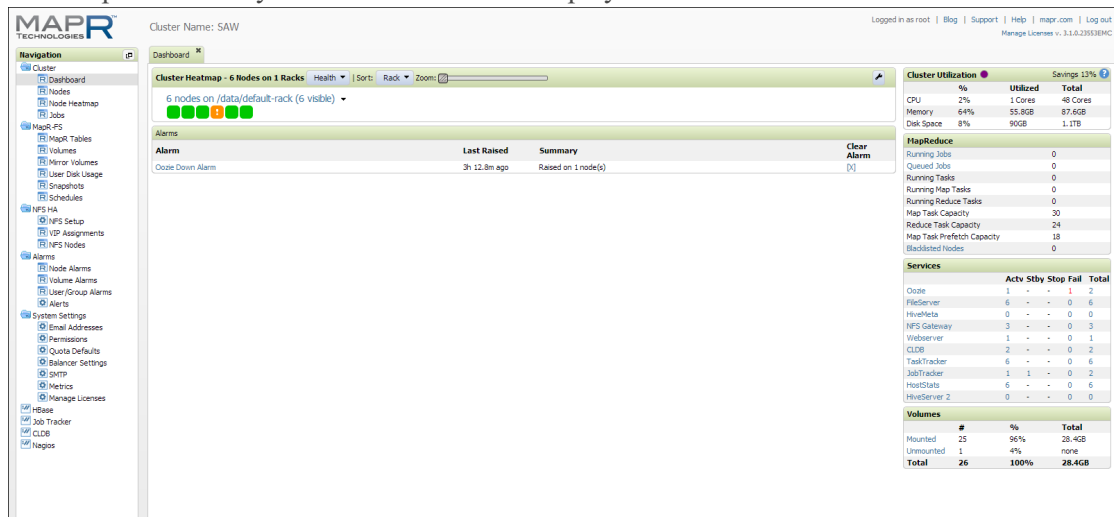 MAPR
TECHNOLOGIES
Cluster Name: SAW
Logged in as root | Blog | Support | Help | mapr.com | Log out
Manage Licenses v. 3.1.0.23553EMC
Navigation
Cluster
Dashboard
Nodes
Node Heatmap
Jobs
MapR-FS
MapR Tables
Volumes
Mirror Volumes
User Disk Usage
Snapshots
Schedules
NFS HA
NFS Setup
VIP Assignments
NFS Nodes
Alarms
Node Alarms
Volume Alarms
User/Group Alarms
Alerts
System Settings
Email Addresses
Permissions
Quota Defaults
Balancer Settings
SMTP
Metrics
Manage Licenses
HBase
Job Tracker
CLDB
Nagios
Dashboard
Cluster Heatmap - 6 Nodes on 1 Racks Health | Sort: Rack Zoom:
6 nodes on /data/default-rack (6 visible)
Alarms
Alarm Last Raised Summary Clear Alarm
Oozie Down Alarm 3h 12.8m ago Raised on 1 node(s) [X]
Cluster Utilization Savings 13%
% Utilized Total
CPU 2% 1 Cores 48 Cores
Memory 64% 55.8GB 87.6GB
Disk Space 8% 90GB 1.1TB
MapReduce
Running Jobs 0
Queued Jobs 0
Running Tasks 0
Running Map Tasks 0
Running Reduce Tasks 0
Map Task Capacity 30
Reduce Task Capacity 24
Map Task Prefetch Capacity 18
Blacklisted Nodes 0
Services
Actv Stby Stop Fail Total
Oozie 1 - - 1 2
FileServer 6 - - 0 6
HiveMeta 0 - - 0 0
NFS Gateway 3 - - 0 3
Webserver 1 - - 0 1
CLDB 2 - - 0 2
TaskTracker 6 - - 0 6
JobTracker 1 1 - 0 2
HostStats 6 - - 0 6
HiveServer 2 0 - - 0 0
Volumes
# % Total
Mounted 25 96% 28.4GB
Unmounted 1 4% none
Total 26 100% 28.4GB